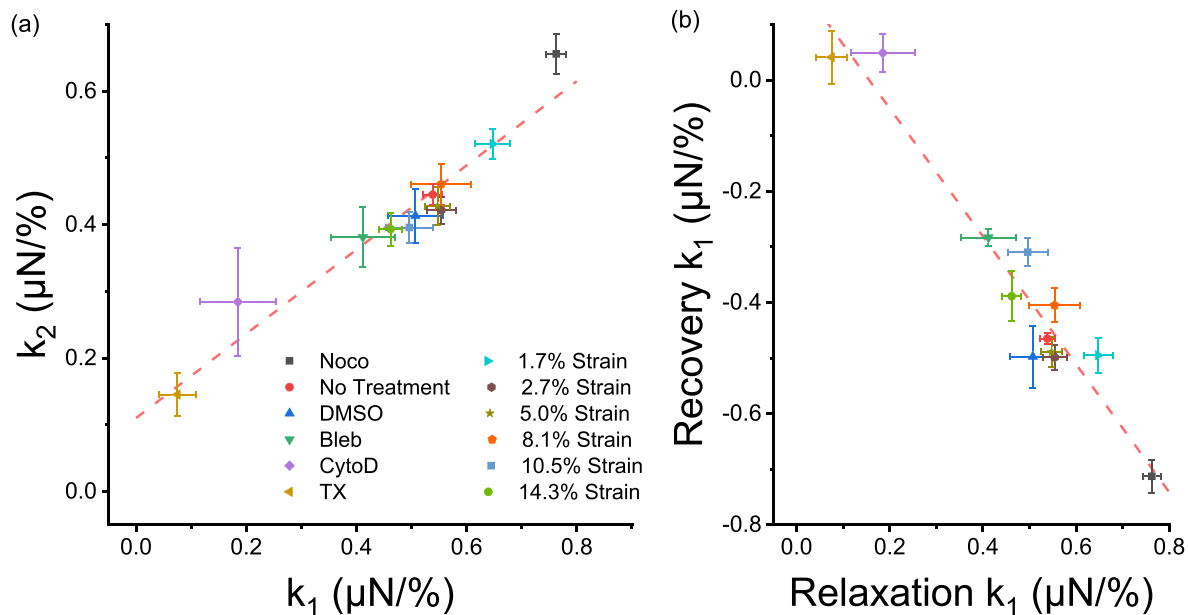 (a)
k2 (µN/%)
0.6
0.4
0.2
0.0
Noco
No Treatment
DMSO
Bleb
CytoD
TX
1.7% Strain
2.7% Strain
5.0% Strain
8.1% Strain
10.5% Strain
14.3% Strain
0.0 0.2 0.4 0.6 0.8
k1 (µN/%)
(b)
Recovery k1 (µN/%)
0.0
-0.2
-0.4
-0.6
-0.8
0.0 0.2 0.4 0.6 0.8
Relaxation k1 (µN/%)